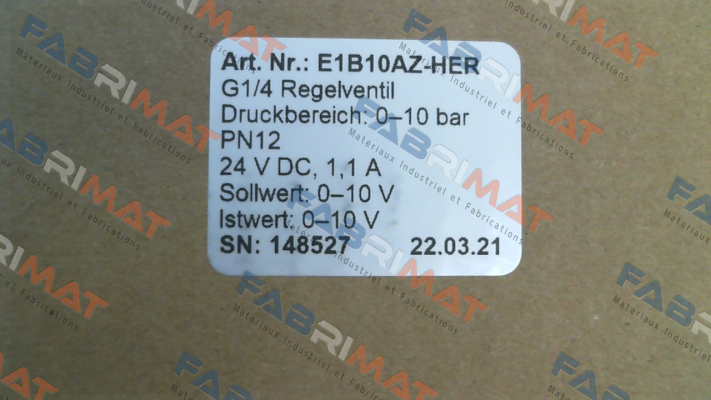 Art. Nr.: E1B10AZ-HER
G1/4 Regelventil
Druckbereich: 0–10 bar
PN12
24 V DC, 1,1 A
Sollwert: 0–10 V
Istwert: 0–10 V
SN: 148527 22.03.21
FABRIMAT
Materiaux Industriel et Fabrications